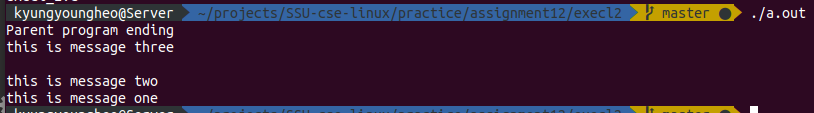 kyungyoungheo@Server ~/projects/SSU-cse-linux/practice/assignment12/execl2 master ● ./a.out
Parent program ending
this is message three
this is message two
this is message one
kyungyoungheo@Server ~/projects/SSU-cse-linux/practice/assignment12/execl2 master